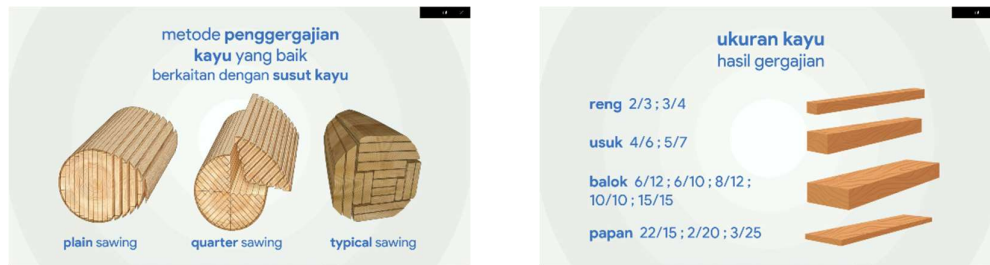 metode penggergajian
kayu yang baik
berkaitan dengan susut kayu
plain sawing
quarter sawing
typical sawing
ukuran kayu
hasil gergajian
reng 2/3 ; 3/4
usuk 4/6 ; 5/7
balok 6/12 ; 6/10 ; 8/12 ;
10/10 ; 15/15
papan 22/15 ; 2/20 ; 3/25